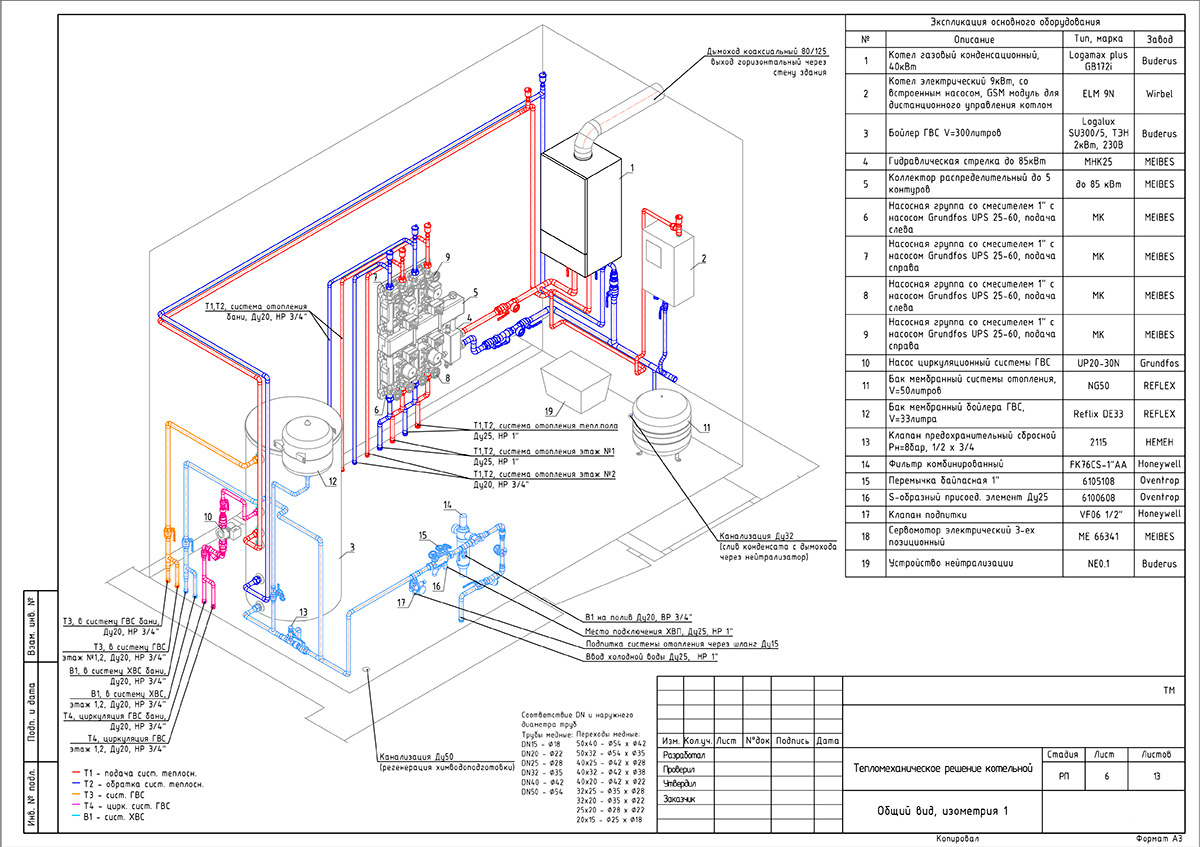 Дымоход коаксиальный 80/125
выход горизонтальный через
стену здания
1
2
9
7
5
4
8
6
Т1,Т2, система отопления
бани, Ду20, НР 3/4"
19
11
12
10
3
Т1,Т2, система отопления тепл.пола
Ду25, НР 1"
Т1,Т2, система отопления этаж №1
Ду25, НР 1"
Т1,Т2, система отопления этаж №2
Ду20, НР 3/4"
14
15
16
17
13
Канализация Ду32
(слив конденсата с дымохода
через нейтрализатор)
В1 на полив Ду20, ВР 3/4"
Место подключения ХВП, Ду25, НР 1"
Подпитка системы отопления через шланг Ду15
Ввод холодной воды Ду25, НР 1"
Т3, в систему ГВС бани,
Ду20, НР 3/4"
Т3, в систему ГВС
этаж №1,2, Ду20, НР 3/4"
В1, в систему ХВС бани,
Ду20, НР 3/4"
В1, в систему ХВС,
этаж 1,2, Ду20, НР 3/4"
Т4, циркуляция ГВС бани,
Ду20, НР 3/4"
Т4, циркуляция ГВС
этаж 1,2, Ду20, НР 3/4"
Канализация Ду50
(регенерация химводоподготовки)
Т1 - подача сист. теплосн.
Т2 - обратка сист. теплосн.
Т3 - сист. ГВС
Т4 - цирк. сист. ГВС
В1 - сист. ХВС
Соответствие DN и наружнего
диаметра труб
Трубы медные: Переходы медные:
DN15 - Ø18 50x40 - Ø54 x Ø42
DN20 - Ø22 50x32 - Ø54 x Ø35
DN25 - Ø28 40x25 - Ø42 x Ø28
DN32 - Ø35 40x32 - Ø42 x Ø38
DN40 - Ø42 40x20 - Ø42 x Ø22
DN50 - Ø54 32x25 - Ø35 x Ø28
32x20 - Ø35 x Ø22
25x20 - Ø28 x Ø22
20x15 - Ø25 x Ø18
Экспликация основного оборудования
№ Описание Тип, марка Завод
1 Котел газовый конденсационный, 40кВт Logamax plus GB172i Buderus
2 Котел электрический 9кВт, со встроенным насосом, GSM модуль для дистанционного управления котлом ELM 9N Wirbel
3 Бойлер ГВС V=300литров Logalux SU300/5, ТЭН 2кВт, 230В Buderus
4 Гидравлическая стрелка до 85кВт МНК25 MEIBES
5 Коллектор распределительный до 5 контуров до 85 кВт MEIBES
6 Насосная группа со смесителем 1" с насосом Grundfos UPS 25-60, подача слева МК MEIBES
7 Насосная группа со смесителем 1" с насосом Grundfos UPS 25-60, подача справа МК MEIBES
8 Насосная группа со смесителем 1" с насосом Grundfos UPS 25-60, подача слева МК MEIBES
9 Насосная группа со смесителем 1" с насосом Grundfos UPS 25-60, подача справа МК MEIBES
10 Насос циркуляционный системы ГВС UP20-30N Grundfos
11 Бак мембранный системы отопления, V=50литров NG50 REFLEX
12 Бак мембранный бойлера ГВС, V=33литра Reflix DE33 REFLEX
13 Клапан предохранительный сбросной Рн=8бар, 1/2 x 3/4 2115 НЕМЕН
14 Фильтр комбинированный FK76CS-1"AA Honeywell
15 Перемычка байпасная 1" 6105108 Oventrop
16 S-образный присоед. элемент Ду25 6100608 Oventrop
17 Клапан подпитки VF06 1/2" Honeywell
18 Сервомотор электрический 3-ех позиционный МЕ 66341 MEIBES
19 Устройство нейтрализации NE0.1 Buderus
Взам. инв. №
Подп. и дата
Инв. № подл.
ТМ
Изм. Кол.уч. Лист №док Подпись Дата
Разработал
Проверил
Утвердил
Заказчик
Тепломеханическое решение котельной
Стадия Лист Листов
РП 6 13
Общий вид, изометрия 1
Копировал Формат А3